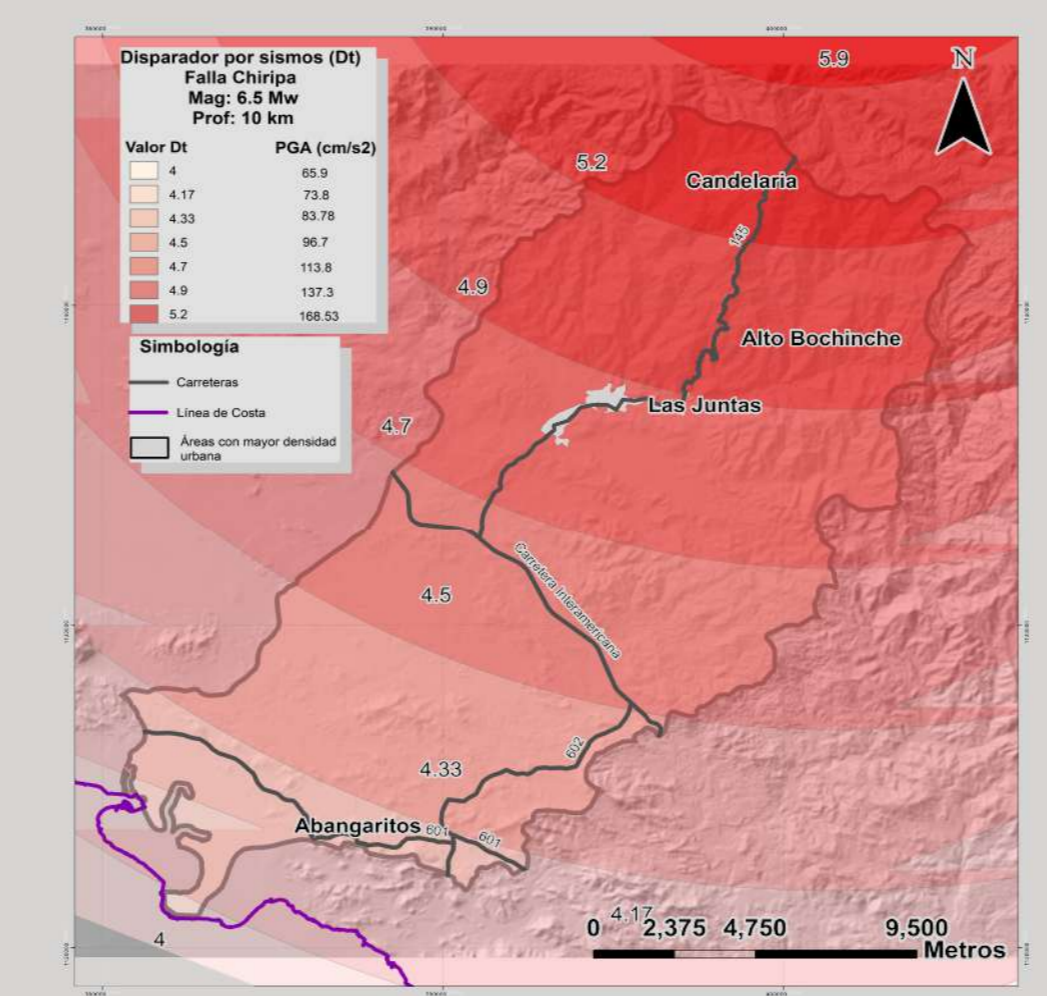 5.9
N
Disparador por sismos (Dt)
Falla Chiripa
Mag: 6.5 Mw
Prof: 10 km
Valor Dt PGA (cm/s2)
4 65.9
4.17 73.8
4.33 83.78
4.5 96.7
4.7 113.8
4.9 137.3
5.2 168.53
Simbología
Carreteras
Línea de Costa
Áreas con mayor densidad
urbana
5.2
Candelaria
145
4.9
Alto Bochinche
Las Juntas
4.7
Carretera Interamericana
4.5
602
4.33
Abangaritos
601
601
4.17
4
0 2,375 4,750 9,500
Metros